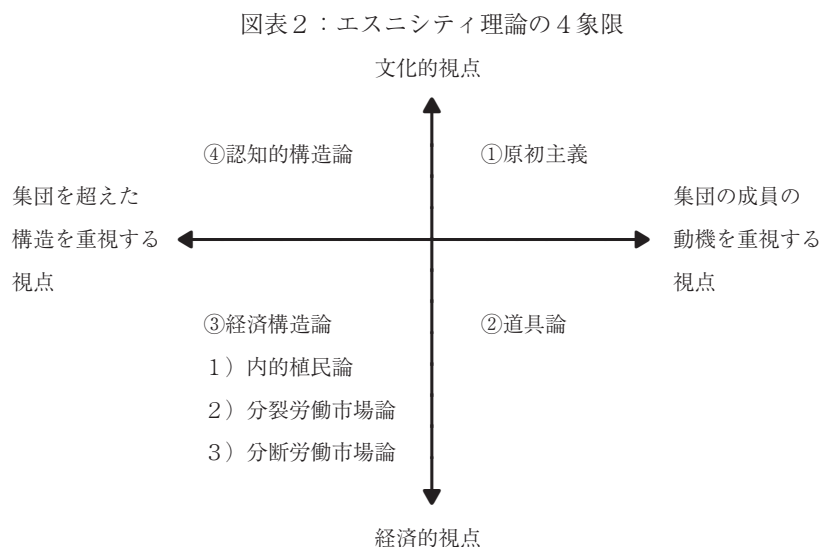 図表２：エスニシティ理論の４象限
文化的視点
④認知的構造論
①原初主義
集団を超えた
構造を重視する
視点
集団の成員の
動機を重視する
視点
③経済構造論
１）内的植民論
２）分裂労働市場論
３）分断労働市場論
②道具論
経済的視点